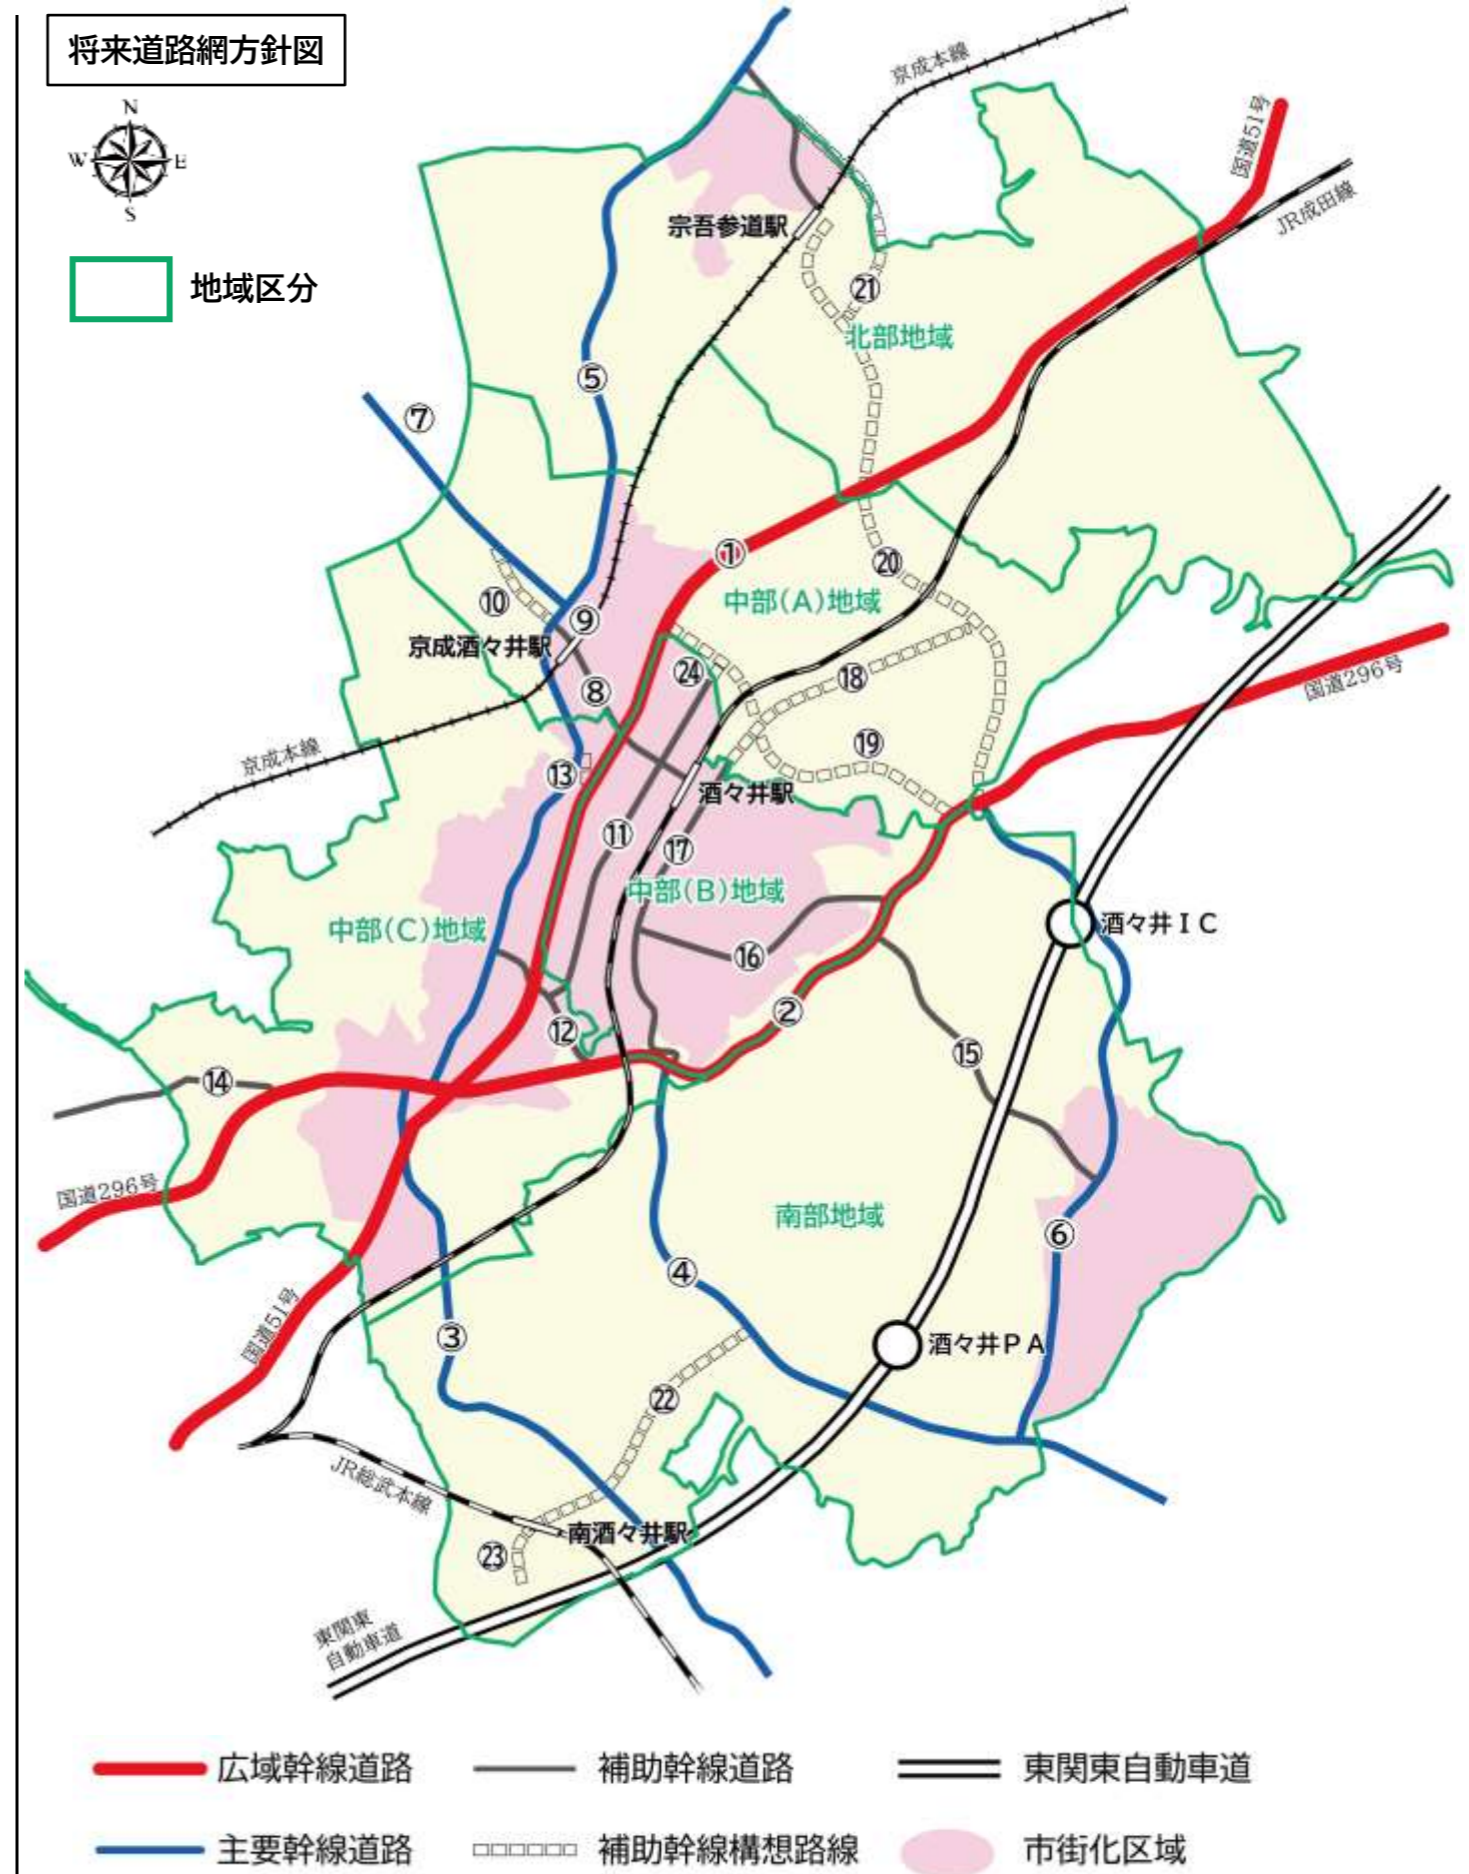 将来道路網方針図
N
W
E
S
地域区分
京成本線
国道51号
JR成田線
宗吾参道駅
㉑
北部地域
⑤
⑦
①
⑳
中部(A)地域
⑩
⑨
京成酒々井駅
⑧
㉔
⑱
国道296号
京成本線
⑬
⑲
酒々井駅
⑪
⑰
中部(B)地域
中部(C)地域
酒々井IC
⑯
②
⑫
⑮
⑭
国道296号
南部地域
⑥
④
国道51号
③
酒々井PA
㉒
JR総武本線
南酒々井駅
㉓
東関東
自動車道
広域幹線道路
補助幹線道路
東関東自動車道
主要幹線道路
補助幹線構想路線
市街化区域